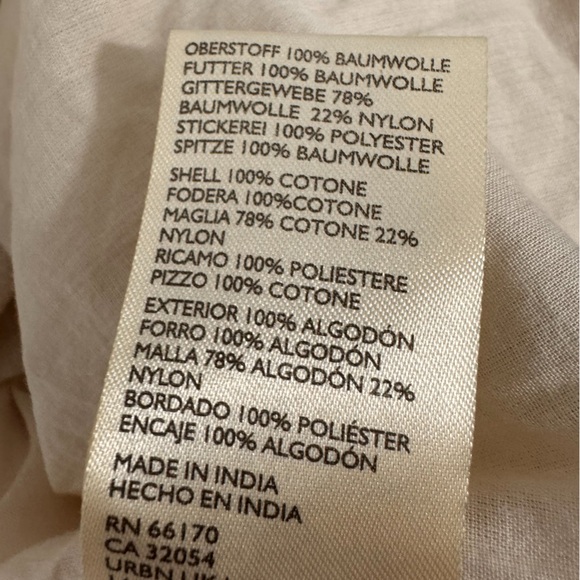 OBERSTOFF 100% BAUMWOLLE
FUTTER 100% BAUMWOLLE
GITTERGEWEBE 78%
BAUMWOLLE 22% NYLON
STICKEREI 100% POLYESTER
SPITZE 100% BAUMWOLLE
SHELL 100% COTONE
FODERA 100%COTONE
MAGLIA 78% COTONE 22%
NYLON
RICAMO 100% POLIESTERE
PIZZO 100% COTONE
EXTERIOR 100% ALGODÓN
FORRO 100% ALGODÓN
MALLA 78% ALGODÓN 22%
NYLON
BORDADO 100% POLIÉSTER
ENCAJE 100% ALGODÓN
MADE IN INDIA
HECHO EN INDIA
RN 66170
CA 32054
URBN UK